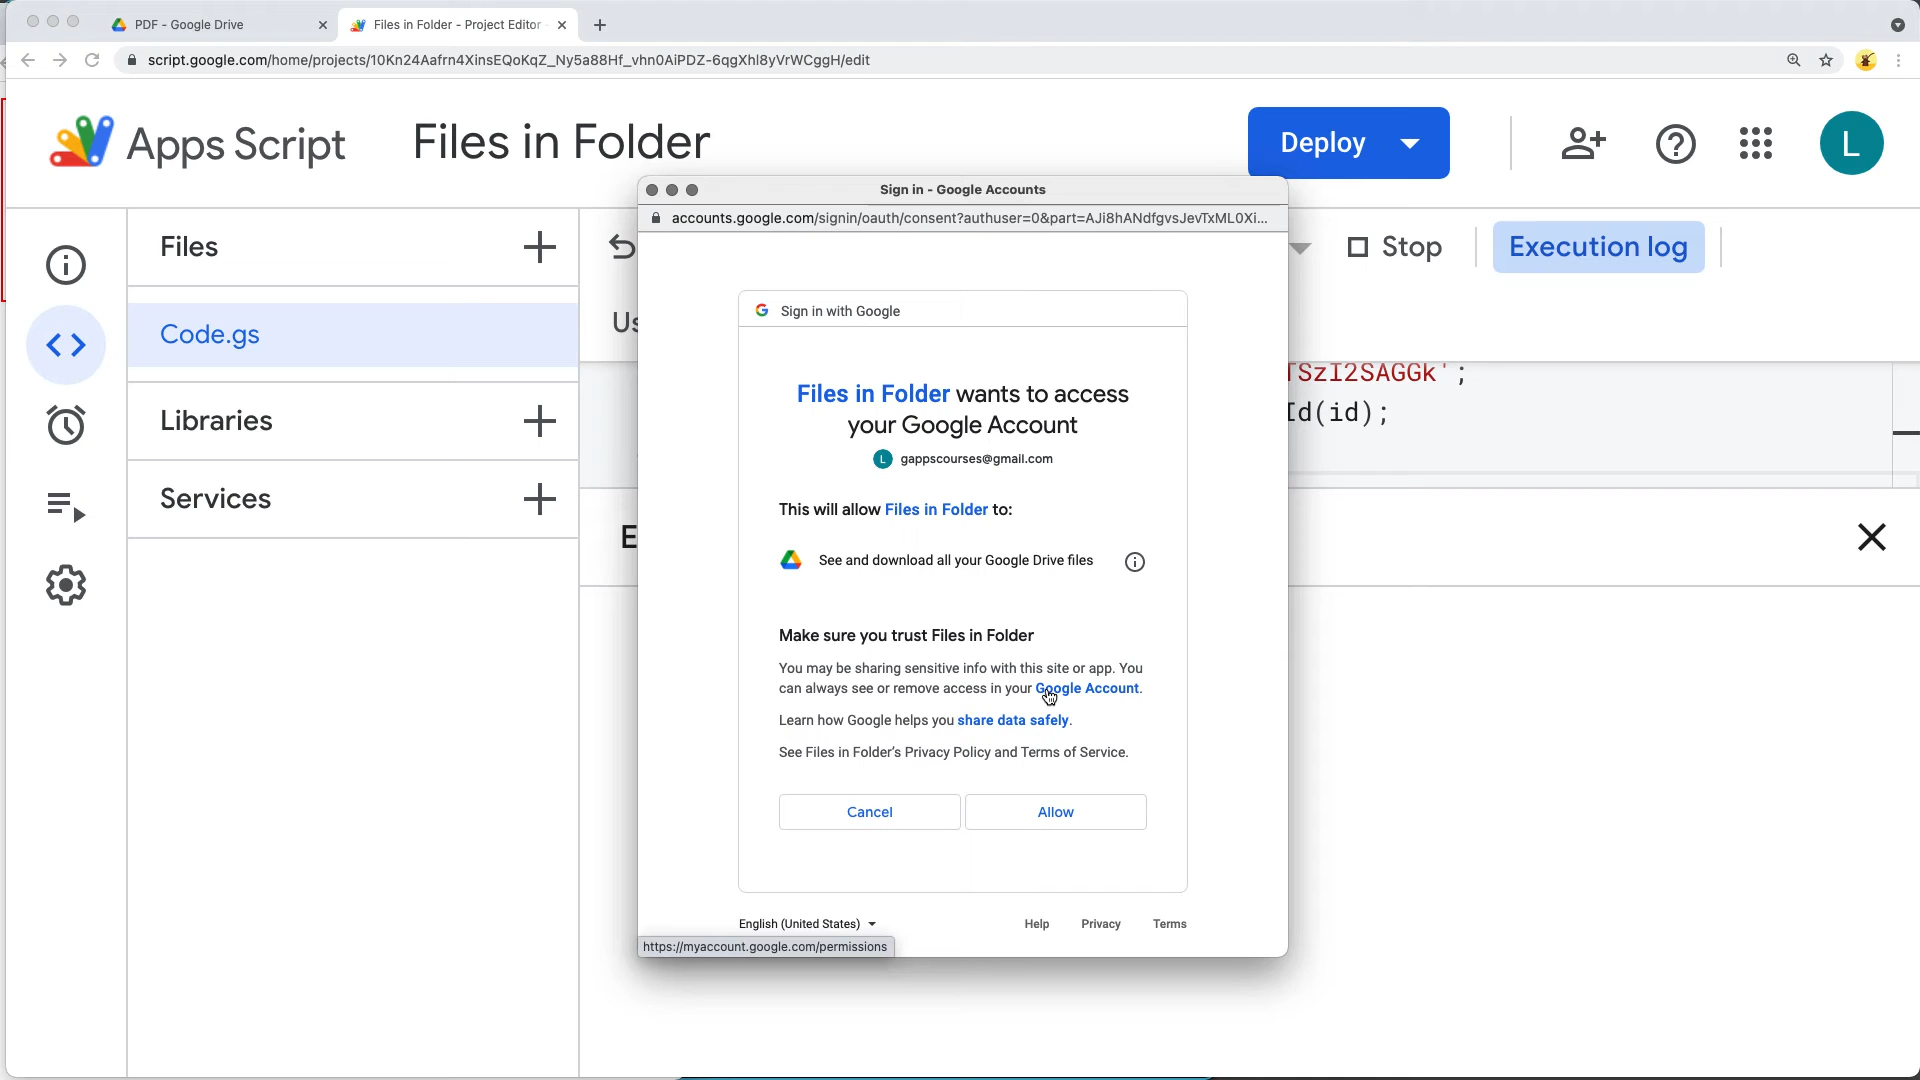 PDF - Google Drive
Files in Folder - Project Editor
script.google.com/home/projects/10Kn24Aafrn4XinsEQoKqZ_Ny5a88Hf_vhn0AiPDZ-6qgXhl8yVrWCggH/edit
Apps Script
Files in Folder
Deploy
L
Sign in - Google Accounts
accounts.google.com/signin/oauth/consent?authuser=0&part=AJi8hANdfgvsJevTxML0Xi...
Files
Stop
Execution log
Code.gs
Us
Libraries
Services
TSzI2SAGGk';
Id(id);
E
Sign in with Google
Files in Folder wants to access
your Google Account
L gappscourses@gmail.com
This will allow Files in Folder to:
See and download all your Google Drive files
Make sure you trust Files in Folder
You may be sharing sensitive info with this site or app. You
can always see or remove access in your Google Account.
Learn how Google helps you share data safely.
See Files in Folder's Privacy Policy and Terms of Service.
Cancel
Allow
English (United States)
Help
Privacy
Terms
https://myaccount.google.com/permissions